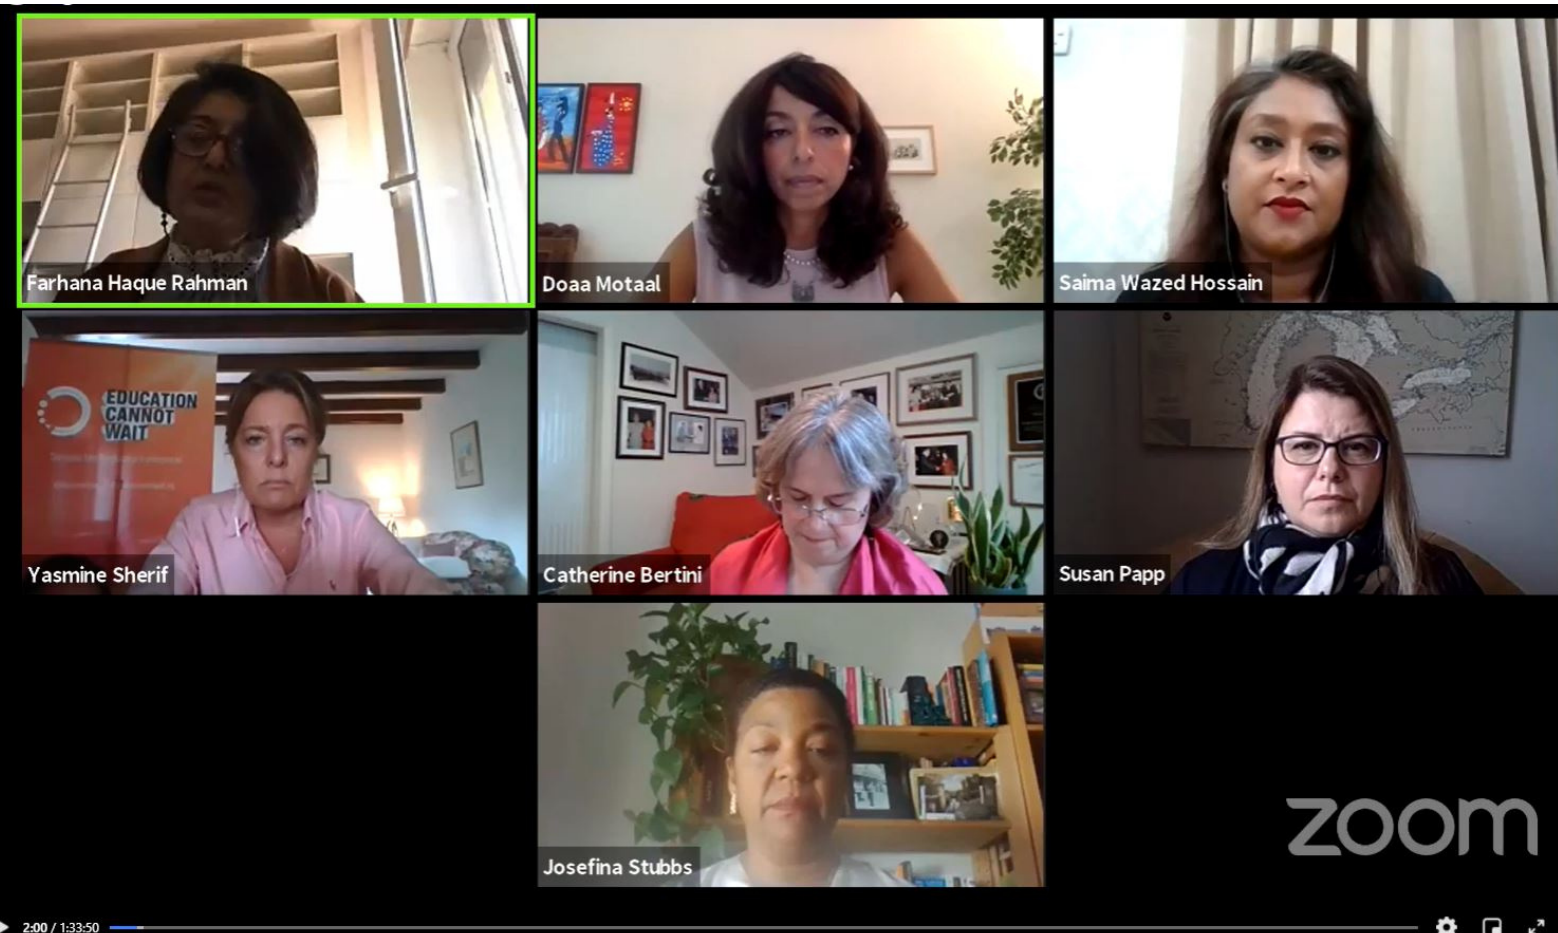 Farhana Haque Rahman
Doaa Motaal
Saima Wazed Hossain
EDUCATION
CANNOT
WAIT
Yasmine Sherif
Catherine Bertini
Susan Papp
Josefina Stubbs
zoom
2:00 / 1:33:50